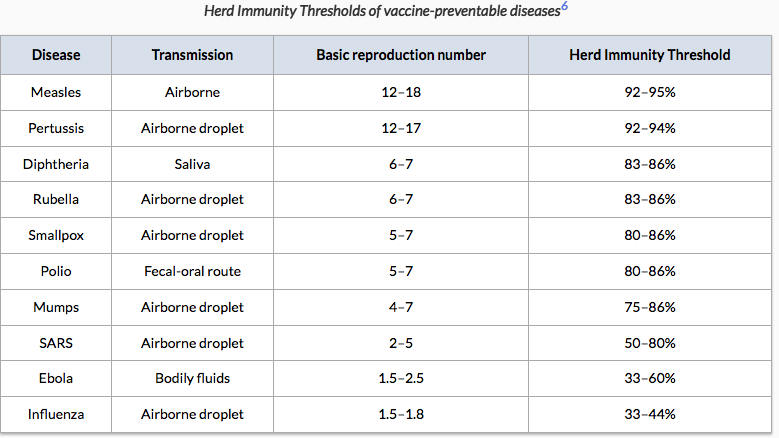 Herd Immunity Thresholds of vaccine-preventable diseases6
Disease Transmission Basic reproduction number Herd Immunity Threshold
Measles Airborne 12–18 92–95%
Pertussis Airborne droplet 12–17 92–94%
Diphtheria Saliva 6–7 83–86%
Rubella Airborne droplet 6–7 83–86%
Smallpox Airborne droplet 5–7 80–86%
Polio Fecal-oral route 5–7 80–86%
Mumps Airborne droplet 4–7 75–86%
SARS Airborne droplet 2–5 50–80%
Ebola Bodily fluids 1.5–2.5 33–60%
Influenza Airborne droplet 1.5–1.8 33–44%